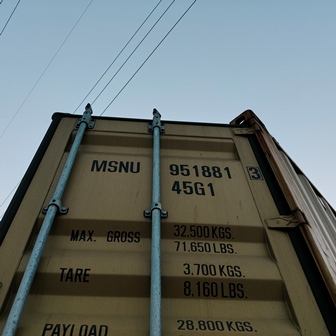 MSNU 951881 3
45G1
MAX. GROSS 32,500 KGS.
71,650 LBS.
TARE 3,700 KGS.
8,160 LBS.
PAYLOAD 28,800 KGS.